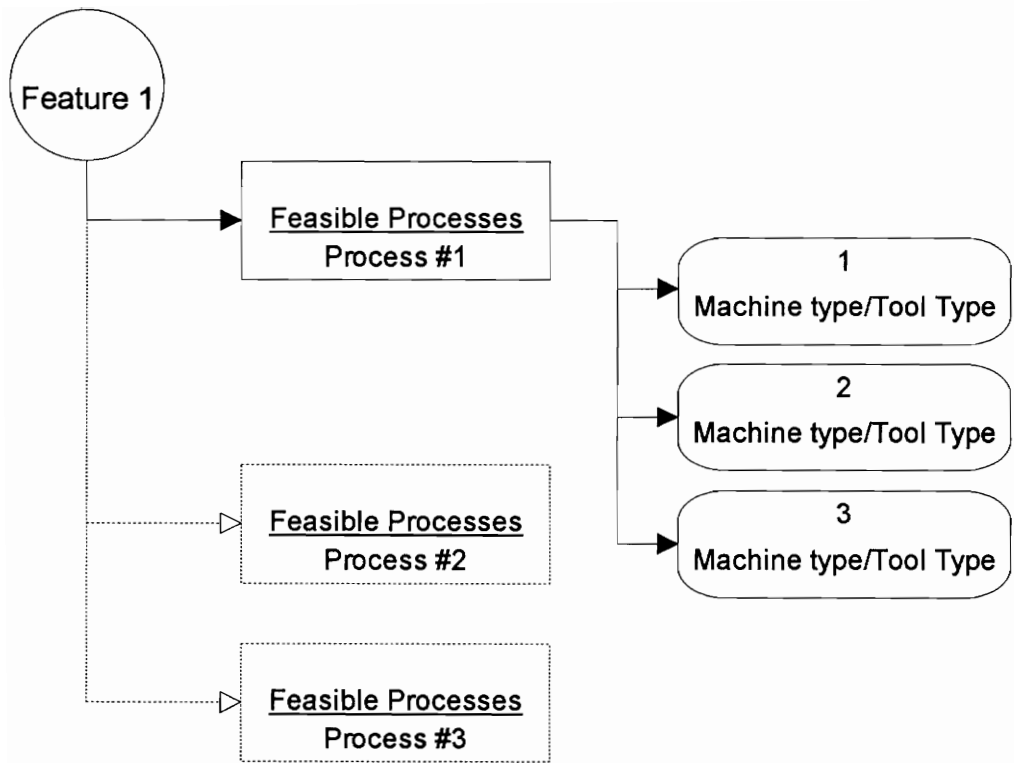 Feature 1
Feasible Processes
Process #1
1
Machine type/Tool Type
2
Machine type/Tool Type
3
Machine type/Tool Type
Feasible Processes
Process #2
Feasible Processes
Process #3